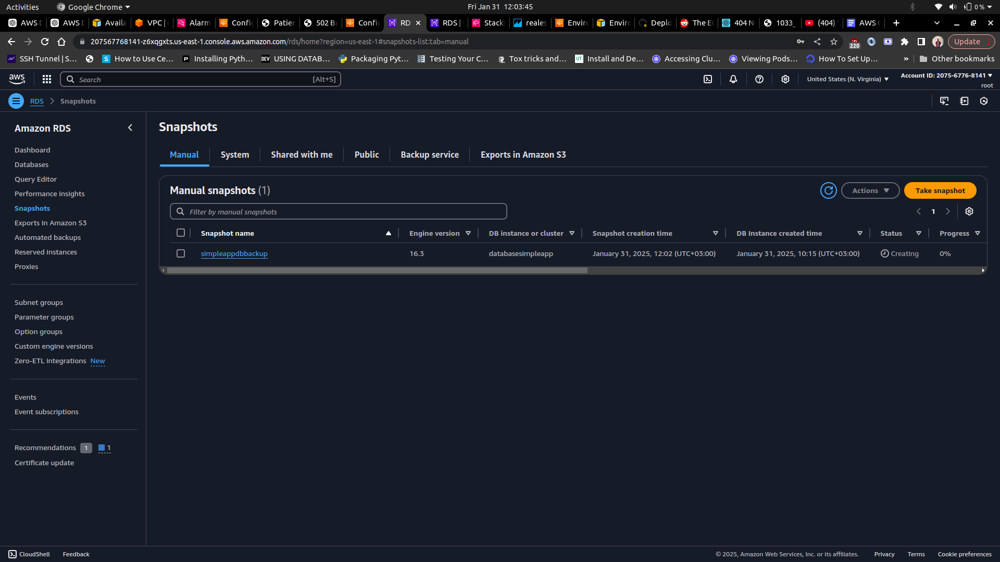 Activities
Google Chrome
Fri Jan 31 12:03:45
0 %
AWS D
AWS D
Availa
VPC |
Alarm
Config
Patien
502 Ba
Config
RD
RDS |
Stack
reales
Enviro
Enviro
Deplo
The E
404 N
1033_
(404)
AWS
207567768141-z6xqgxts.us-east-1.console.aws.amazon.com/rds/home?region=us-east-1#snapshots-list:tab=manual
220
Update
SSH Tunnel | S...
How to Use Ce...
Installing Pyth...
DEV
USING DATAB...
Packaging Pyt...
Testing Your C...
Tox tricks and...
UT
Install and De...
Accessing Clu...
Viewing Pods...
How To Set Up...
»
Other bookmarks
aws
Search
[Alt+S]
United States (N. Virginia)
Account ID: 2075-6776-8141
root
RDS
Snapshots
Amazon RDS
Dashboard
Databases
Query Editor
Performance insights
Snapshots
Exports in Amazon S3
Automated backups
Reserved instances
Proxies
Subnet groups
Parameter groups
Option groups
Custom engine versions
Zero-ETL integrations New
Events
Event subscriptions
Recommendations 1 1
Certificate update
Snapshots
Manual
System
Shared with me
Public
Backup service
Exports in Amazon S3
Manual snapshots (1)
Actions
Take snapshot
Filter by manual snapshots
1
Snapshot name
Engine version
DB instance or cluster
Snapshot creation time
DB Instance created time
Status
Progress
simpleappdbbackup
16.3
databasesimpleapp
January 31, 2025, 12:02 (UTC+03:00)
January 31, 2025, 10:15 (UTC+03:00)
Creating
0%
CloudShell
Feedback
© 2025, Amazon Web Services, Inc. or its affiliates.
Privacy
Terms
Cookie preferences